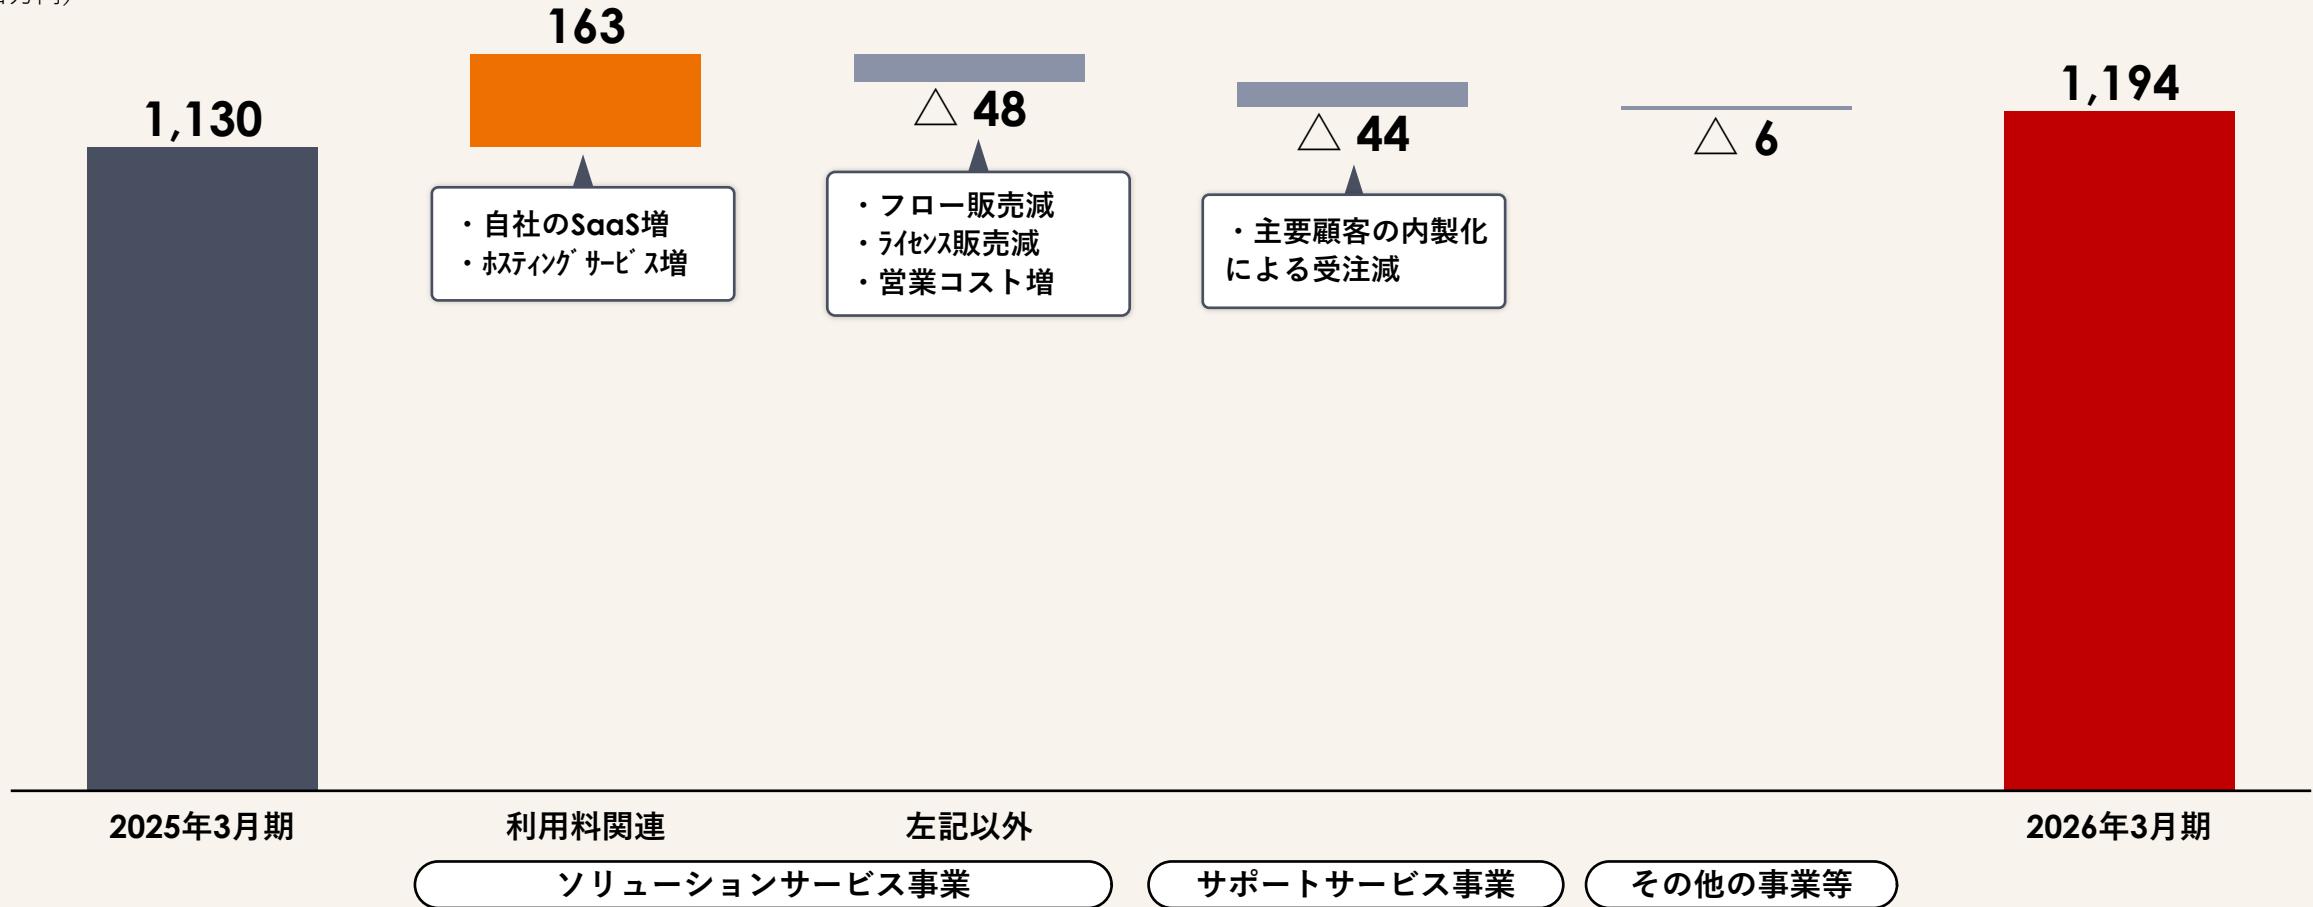 163
1,130
△ 48
△ 44
△ 6
1,194
・自社のSaaS増
・ﾎｽﾃｨﾝｸﾞｻｰﾋﾞｽ増
・フロー販売減
・ﾗｲｾﾝｽ販売減
・営業コスト増
・主要顧客の内製化
による受注減
2025年3月期
利用料関連
左記以外
2026年3月期
ソリューションサービス事業
サポートサービス事業
その他の事業等